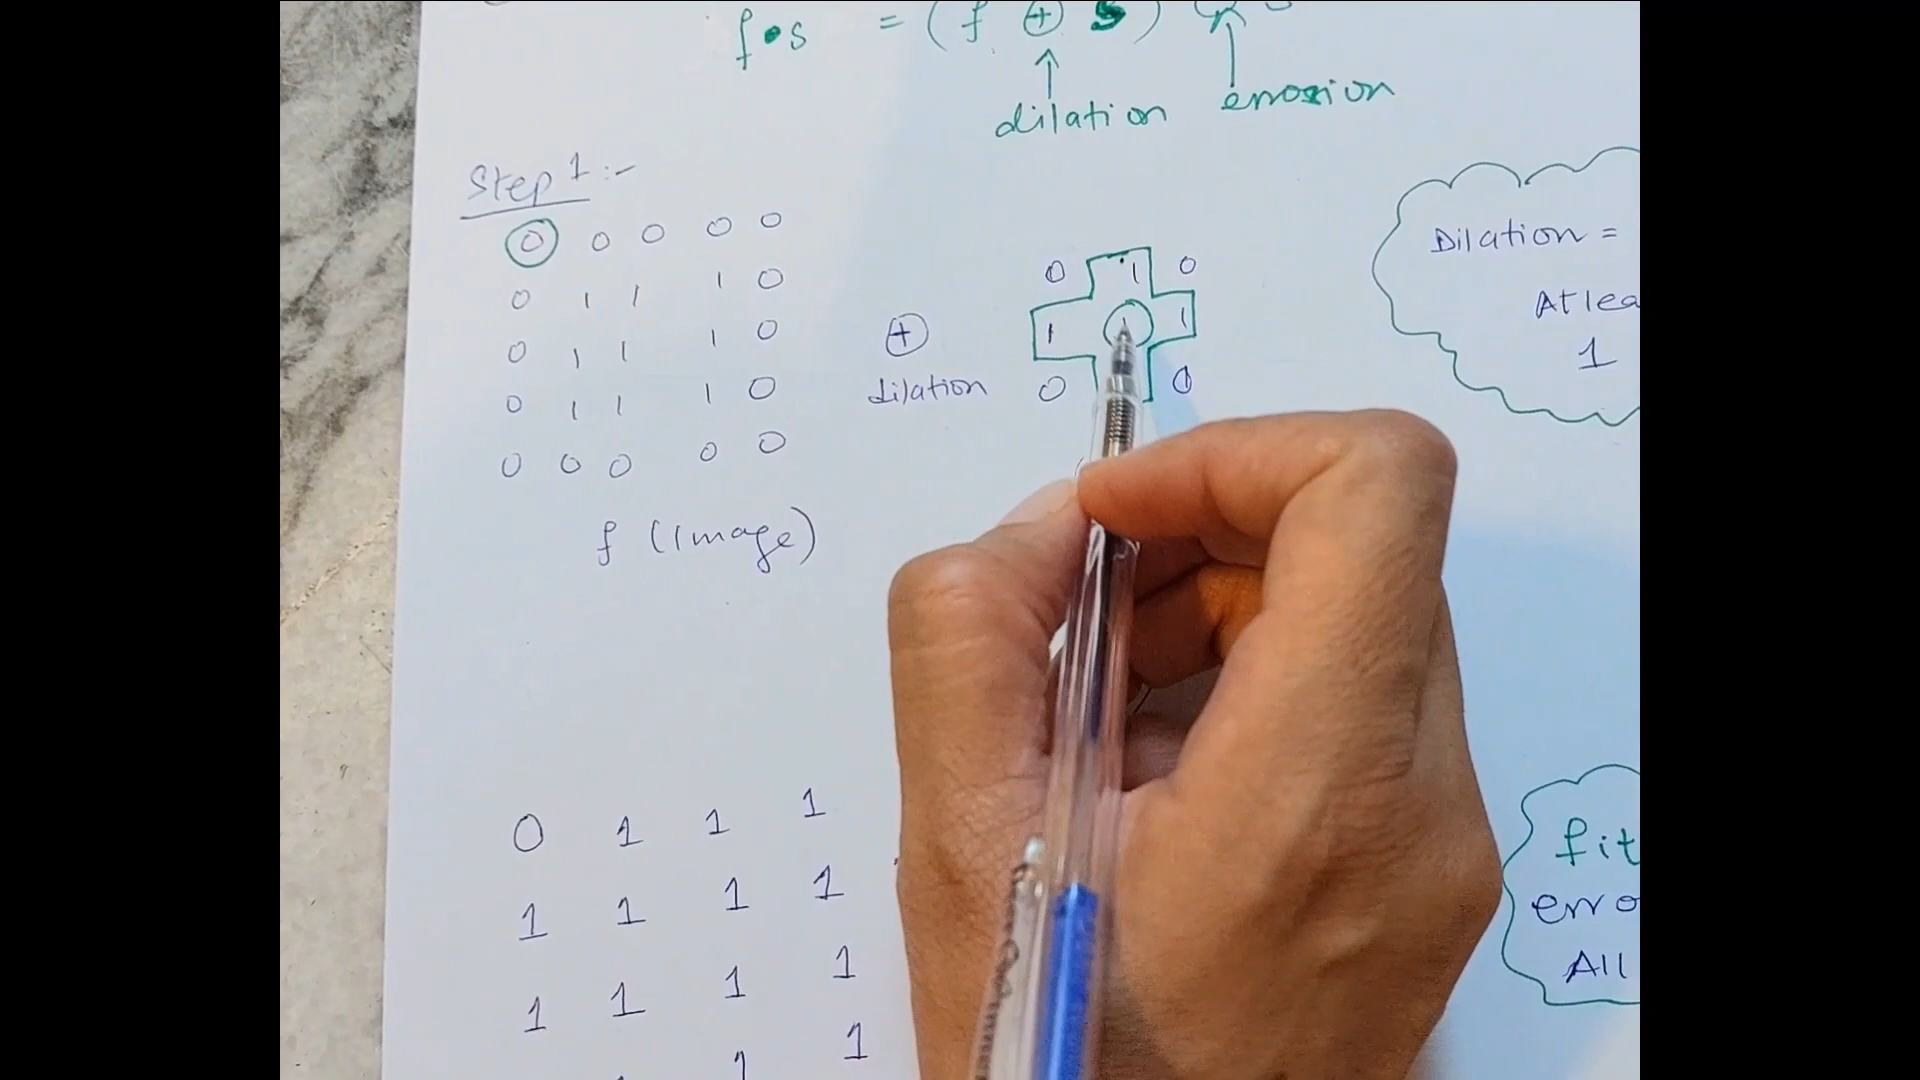 f • s = (f ⊕ s)
dilation erosion
Step 1 :-
0 0 0 0 0
0 1 1 1 0
0 1 1 1 0
0 1 1 1 0
0 0 0 0 0
f (Image)
⊕
dilation
0 1 0
1 1 1
0 0
Dilation =
Atlea
1
0 1 1 1
1 1 1 1
1 1 1 1
1 1
fit
erro
All